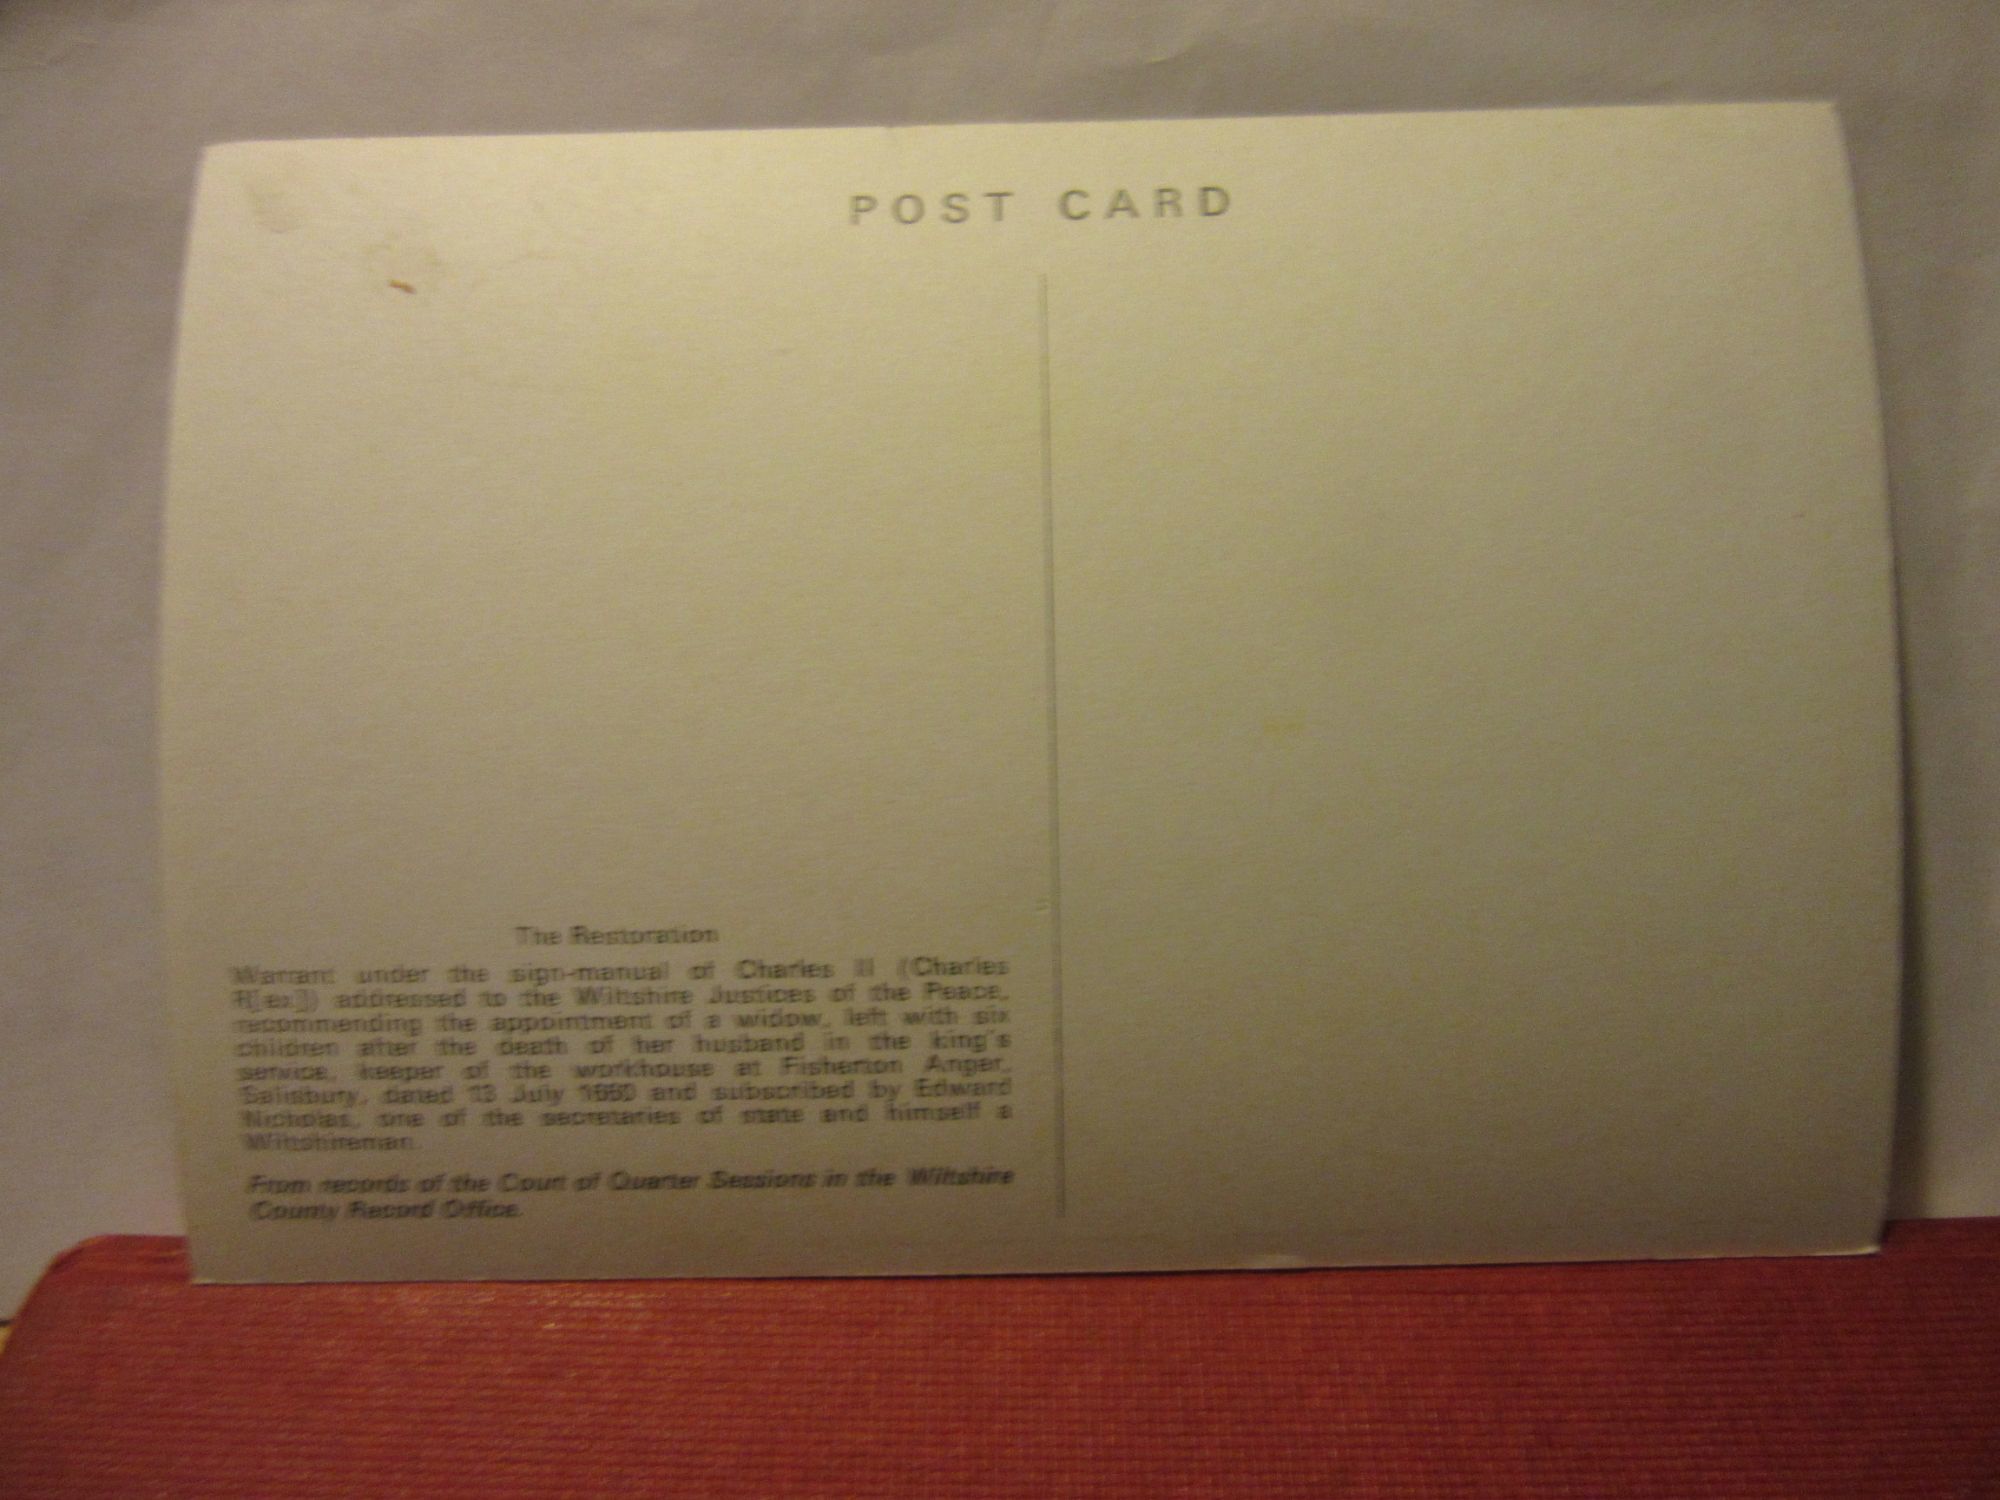 POST CARD
The Restoration
Warrant under the sign-manual of Charles II (Charles
R[ex]) addressed to the Wiltshire Justices of the Peace,
recommending the appointment of a widow, left with six
children after the death of her husband in the king's
service, keeper of the workhouse at Fisherton Anger,
Salisbury, dated 13 July 1660 and subscribed by Edward
Nicholas, one of the secretaries of state and himself a
Wiltshireman.
From records of the Court of Quarter Sessions in the Wiltshire
County Record Office.